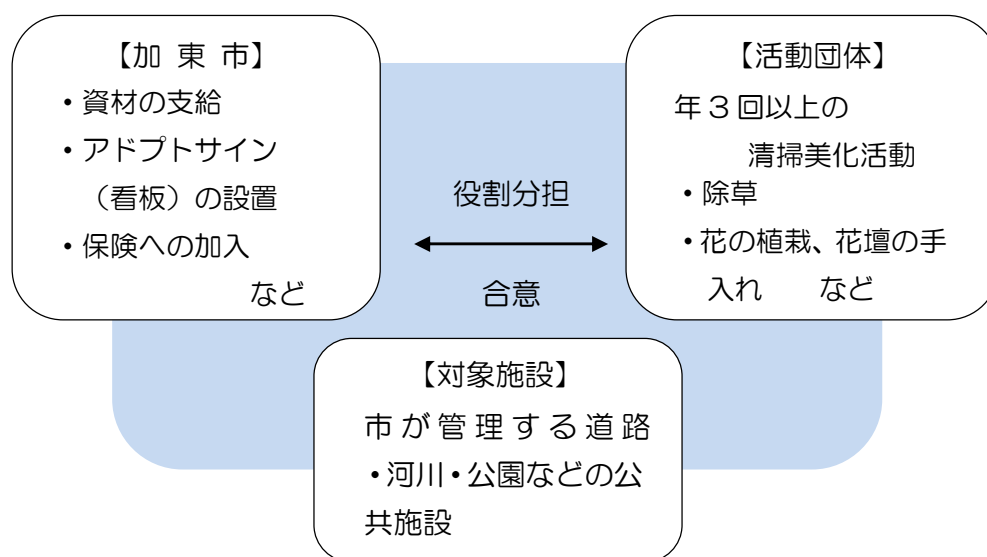 【加 東 市】
・資材の支給
・アドプトサイン
（看板）の設置
・保険への加入
など
役割分担
合意
【活動団体】
年３回以上の
清掃美化活動
・除草
・花の植栽、花壇の手
入れ　など
【対象施設】
市が管理する道路
・河川・公園などの公
共施設